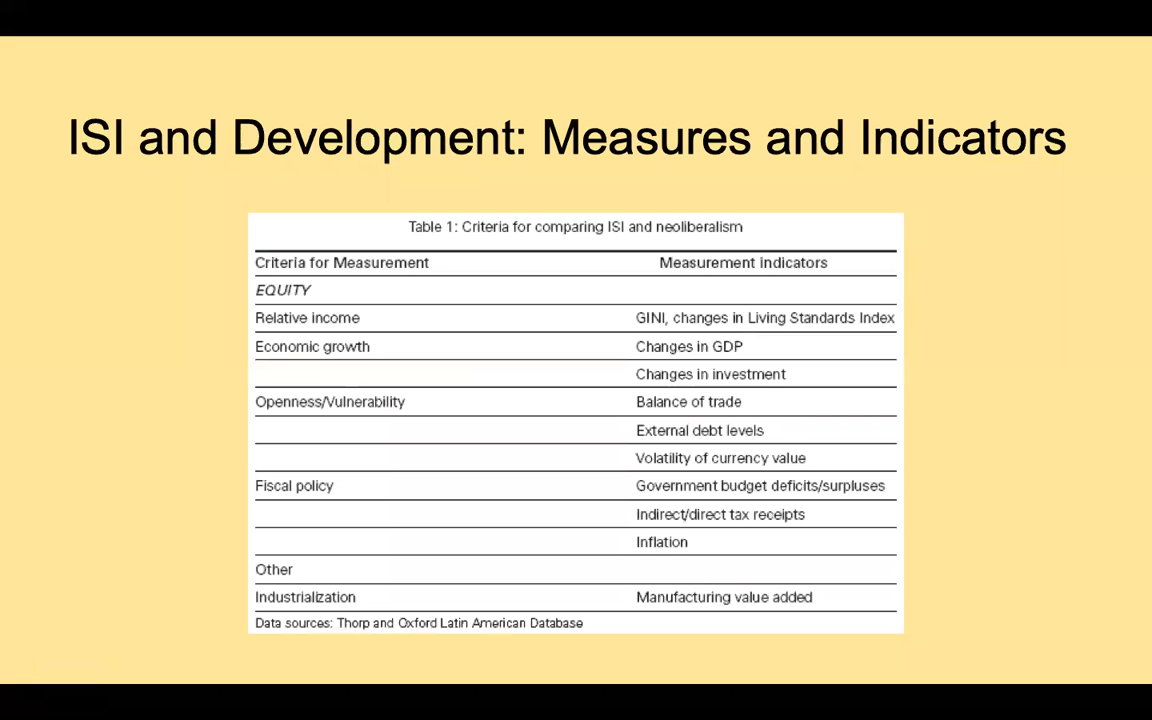 ISI and Development: Measures and Indicators
Table 1: Criteria for comparing ISI and neoliberalism
Criteria for Measurement Measurement indicators
EQUITY
Relative income GINI, changes in Living Standards Index
Economic growth Changes in GDP
Changes in investment
Openness/Vulnerability Balance of trade
External debt levels
Volatility of currency value
Fiscal policy Government budget deficits/surpluses
Indirect/direct tax receipts
Inflation
Other
Industrialization Manufacturing value added
Data sources: Thorp and Oxford Latin American Database